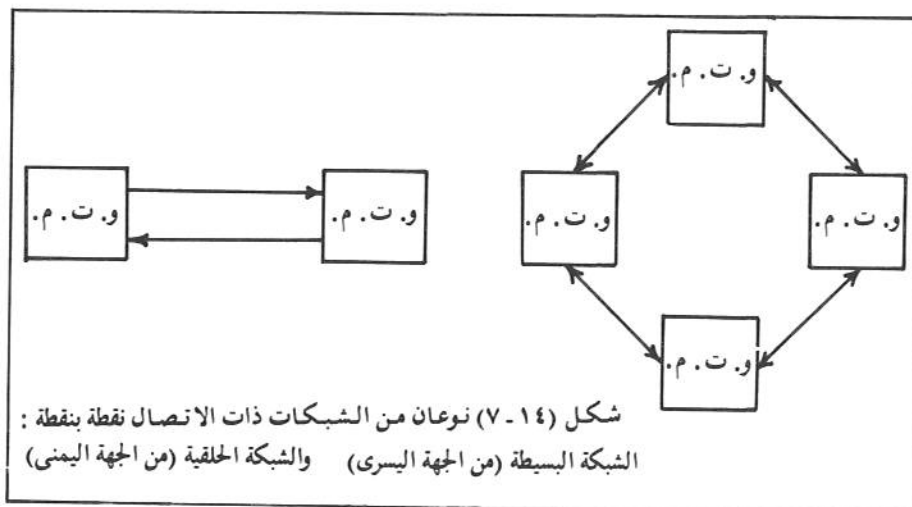 و. ت. م.
و. ت. م.
و. ت. م.
و. ت. م.
و. ت. م.
و. ت. م.
شكل (١٤ - ٧) نوعان من الشبكات ذات الاتصال نقطة بنقطة :
الشبكة البسيطة (من الجهة اليسرى) والشبكة الحلقية (من الجهة اليمنى)